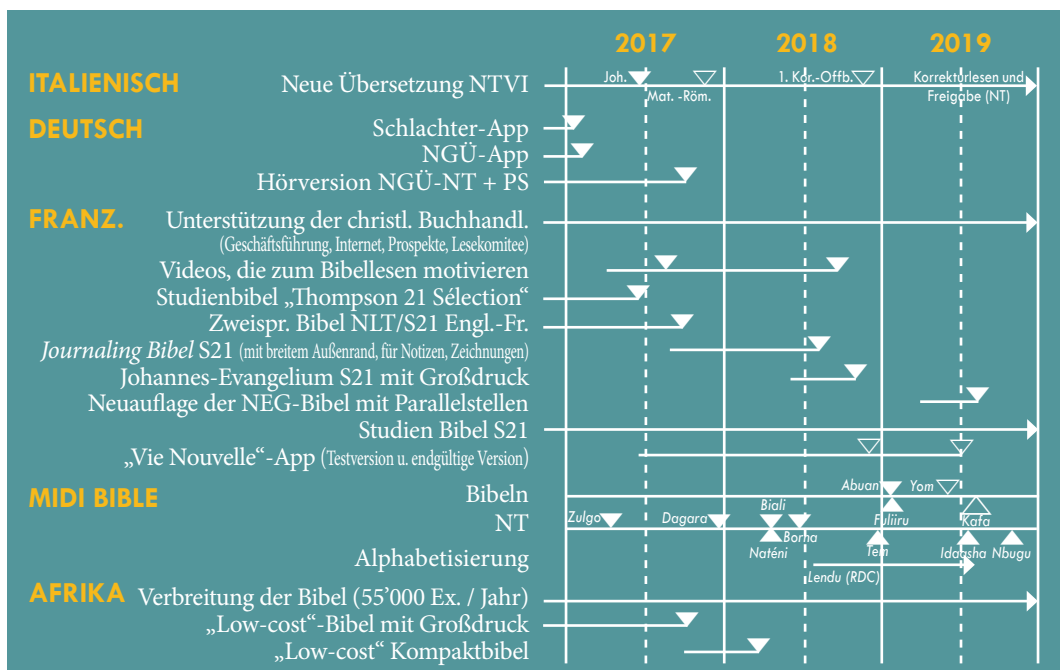 2017 2018 2019
ITALIENISCH Neue Übersetzung NTVI Joh. Mat. -Röm. 1. Kor.-Offb. Korrekturlesen und Freigabe (NT)
DEUTSCH Schlachter-App
NGÜ-App
Hörversion NGÜ-NT + PS
FRANZ. Unterstützung der christl. Buchhandl.
(Geschäftsführung, Internet, Prospekte, Lesekomitee)
Videos, die zum Bibellesen motivieren
Studienbibel „Thompson 21 Sélection“
Zweispr. Bibel NLT/S21 Engl.-Fr.
Journaling Bibel S21 (mit breitem Außenrand, für Notizen, Zeichnungen)
Johannes-Evangelium S21 mit Großdruck
Neuauflage der NEG-Bibel mit Parallelstellen
Studien Bibel S21
„Vie Nouvelle“-App (Testversion u. endgültige Version)
MIDI BIBLE Bibeln Abuan Yom Fuliiru Kafa
NT Zulgo Dagara Biali Naténi Borna Tem Idaasha Nbugu
Alphabetisierung Lendu (RDC)
AFRIKA Verbreitung der Bibel (55’000 Ex. / Jahr)
„Low-cost“-Bibel mit Großdruck
„Low-cost“ Kompaktbibel